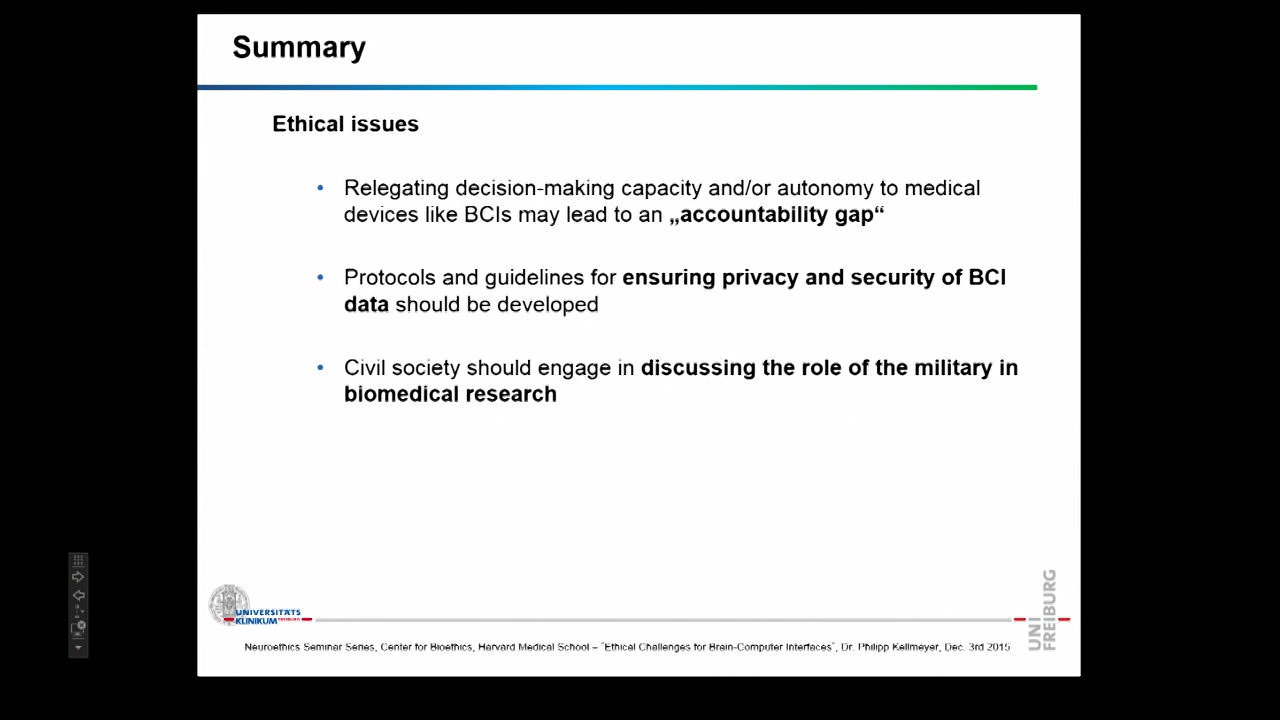 Summary
Ethical issues
• Relegating decision-making capacity and/or autonomy to medical
devices like BCIs may lead to an „accountability gap“
• Protocols and guidelines for ensuring privacy and security of BCI
data should be developed
• Civil society should engage in discussing the role of the military in
biomedical research
UNIVERSITÄTS
KLINIKUM FREIBURG
UNI
FREIBURG
Neuroethics Seminar Series, Center for Bioethics, Harvard Medical School – "Ethical Challenges for Brain-Computer Interfaces", Dr. Philipp Kellmeyer, Dec. 3rd 2015